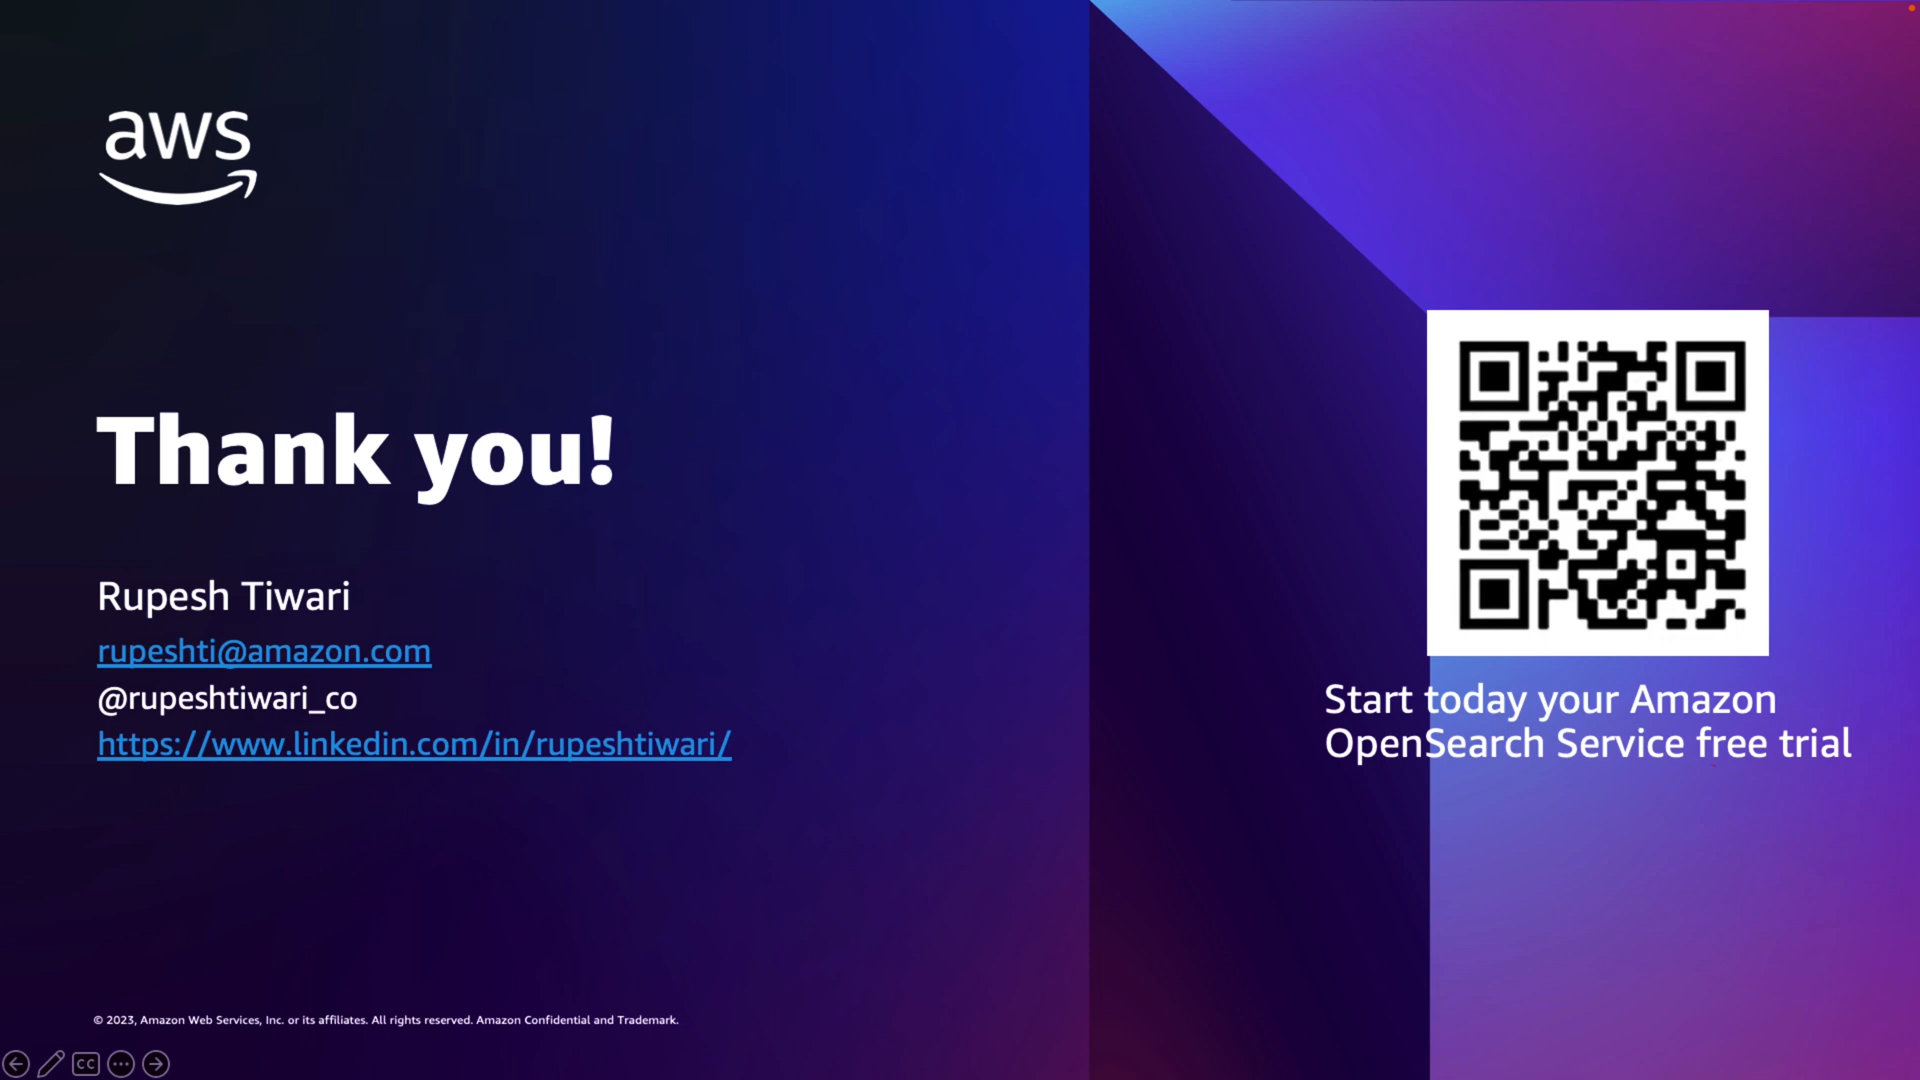 aws
Thank you!
Rupesh Tiwari
rupeshti@amazon.com
@rupeshtiwari_co
https://www.linkedin.com/in/rupeshtiwari/
Start today your Amazon
OpenSearch Service free trial
© 2023, Amazon Web Services, Inc. or its affiliates. All rights reserved. Amazon Confidential and Trademark.
CC